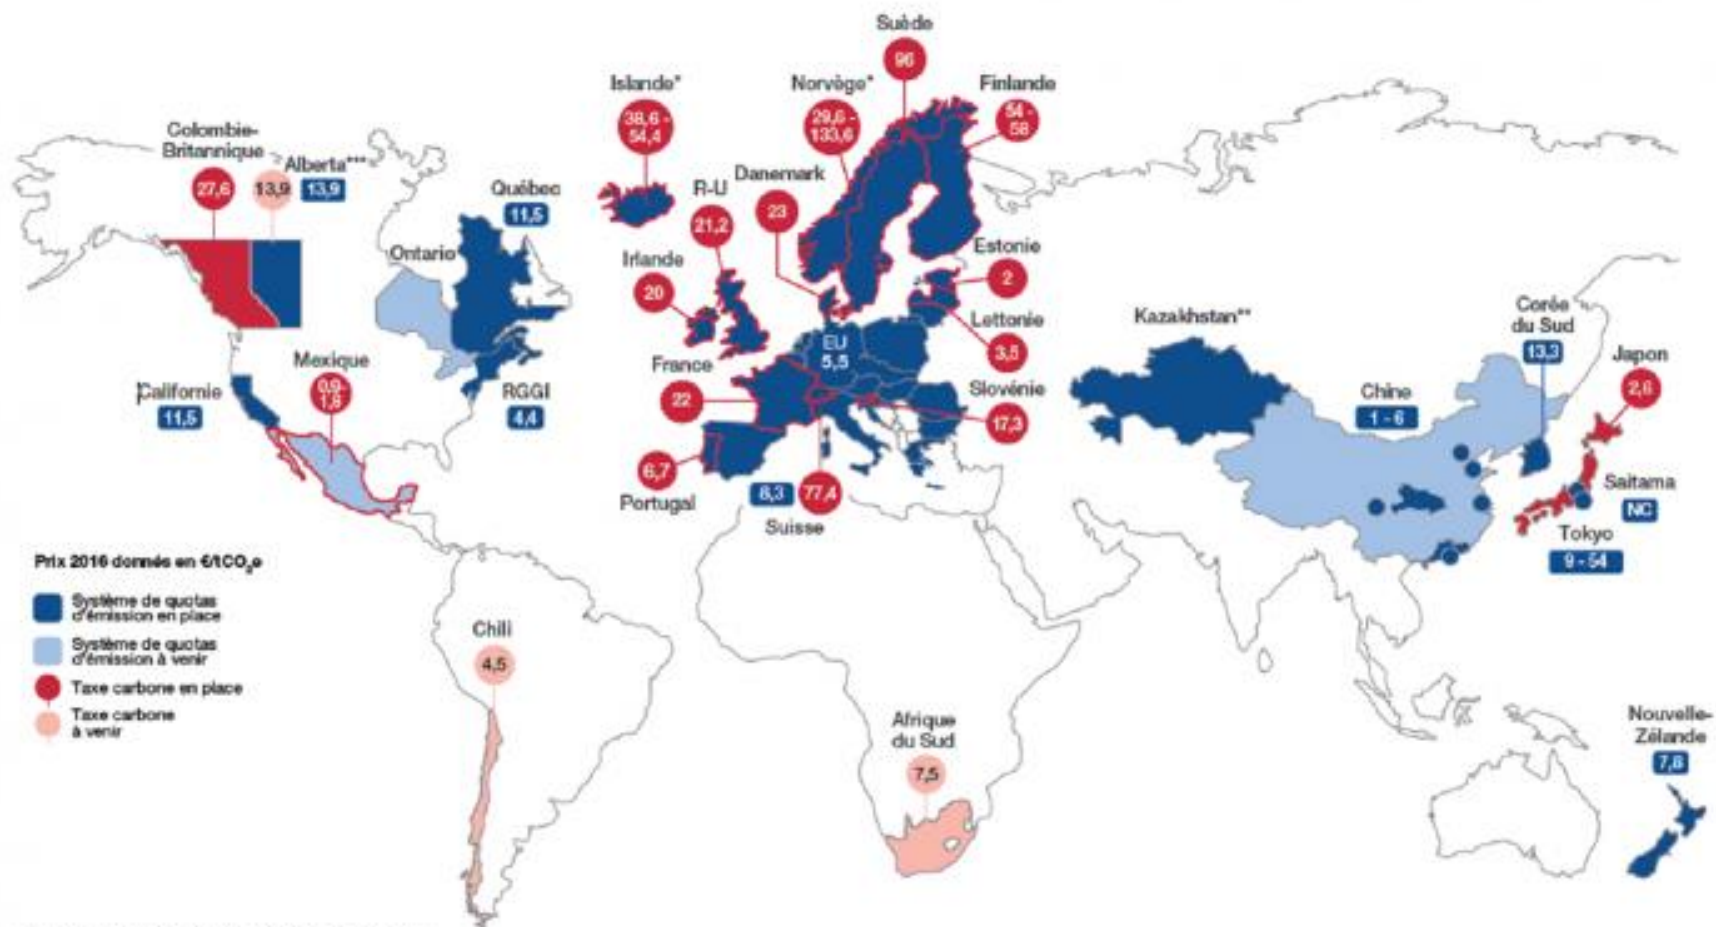 Suède
96
Islande*
38,6 -
54,4
Norvège*
29,6 -
133,6
Finlande
54 -
58
Colombie-
Britannique
27,6
13,9
Alberta***
13,9
Québec
11,5
Ontario
R-U
21,2
Danemark
23
Irlande
20
Estonie
2
Lettonie
3,5
EU
5,5
France
22
Slovénie
17,3
Portugal
6,7
8,3
77,4
Suisse
Mexique
0,9-
1,8
Californie
11,5
RGGI
4,4
Kazakhstan**
Chine
1 - 6
Corée
du Sud
13,3
Japon
2,6
Saitama
NC
Tokyo
9 - 54
Prix 2016 donnés en €/tCO₂e
Système de quotas
d'émission en place
Système de quotas
d'émission à venir
Taxe carbone en place
Taxe carbone
à venir
Chili
4,5
Afrique
du Sud
7,5
Nouvelle-
Zélande
7,8